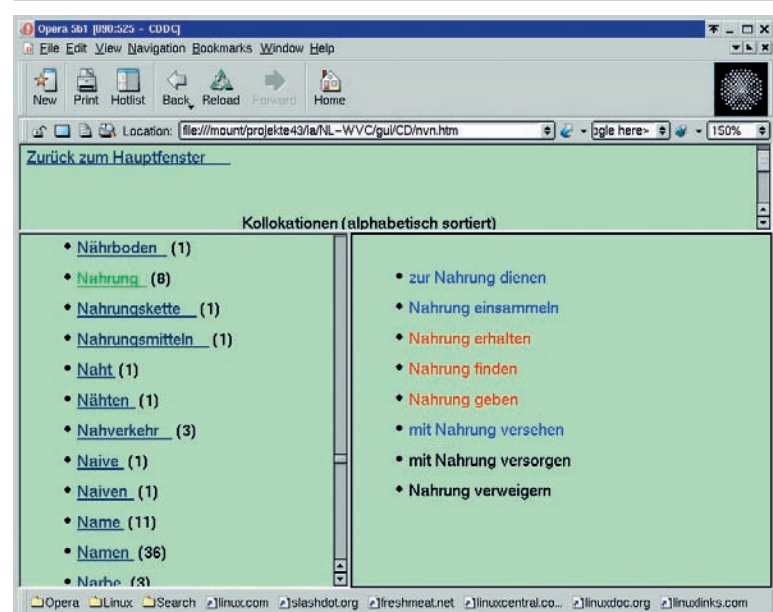 Opera 5b1 [890:525 - CDDC]
File Edit View Navigation Bookmarks Window Help
New Print Hotlist Back Reload Forward Home
Location: file:///mount/projekte43/la/NL-WVC/gui/CD/nvn.htm ogle here> 150%
Zurück zum Hauptfenster
Kollokationen (alphabetisch sortiert)
Nährboden (1)
Nahrung (8)
Nahrungskette (1)
Nahrungsmitteln (1)
Naht (1)
Nähten (1)
Nahverkehr (3)
Naive (1)
Naiven (1)
Name (11)
Namen (36)
Narbe (3)
zur Nahrung dienen
Nahrung einsammeln
Nahrung erhalten
Nahrung finden
Nahrung geben
mit Nahrung versehen
mit Nahrung versorgen
Nahrung verweigern
Opera Linux Search linux.com slashdot.org freshmeat.net linuxcentral.co... linuxdoc.org linuxlinks.com